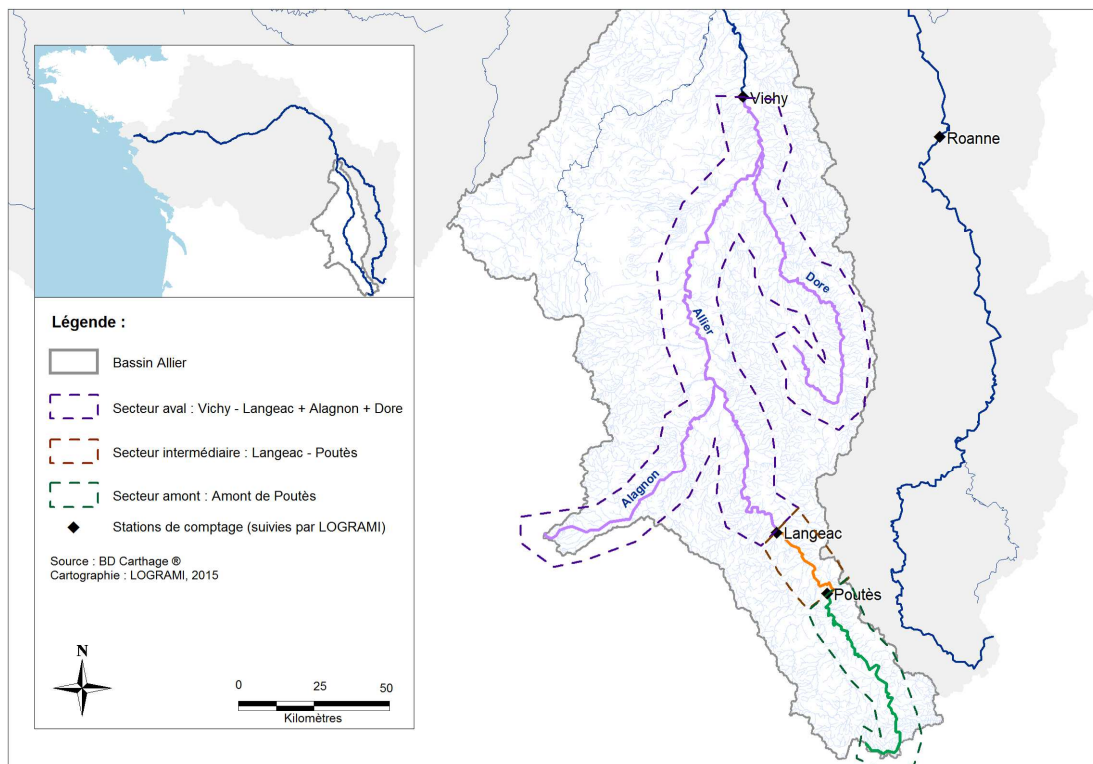 Légende :
Bassin Allier
Secteur aval : Vichy - Langeac + Alagnon + Dore
Secteur intermédiaire : Langeac - Poutès
Secteur amont : Amont de Poutès
Stations de comptage (suivies par LOGRAMI)
Source : BD Carthage ®
Cartographie : LOGRAMI, 2015
N
0 25 50
Kilomètres
Vichy
Roanne
Dore
Allier
Alagnon
Langeac
Poutès